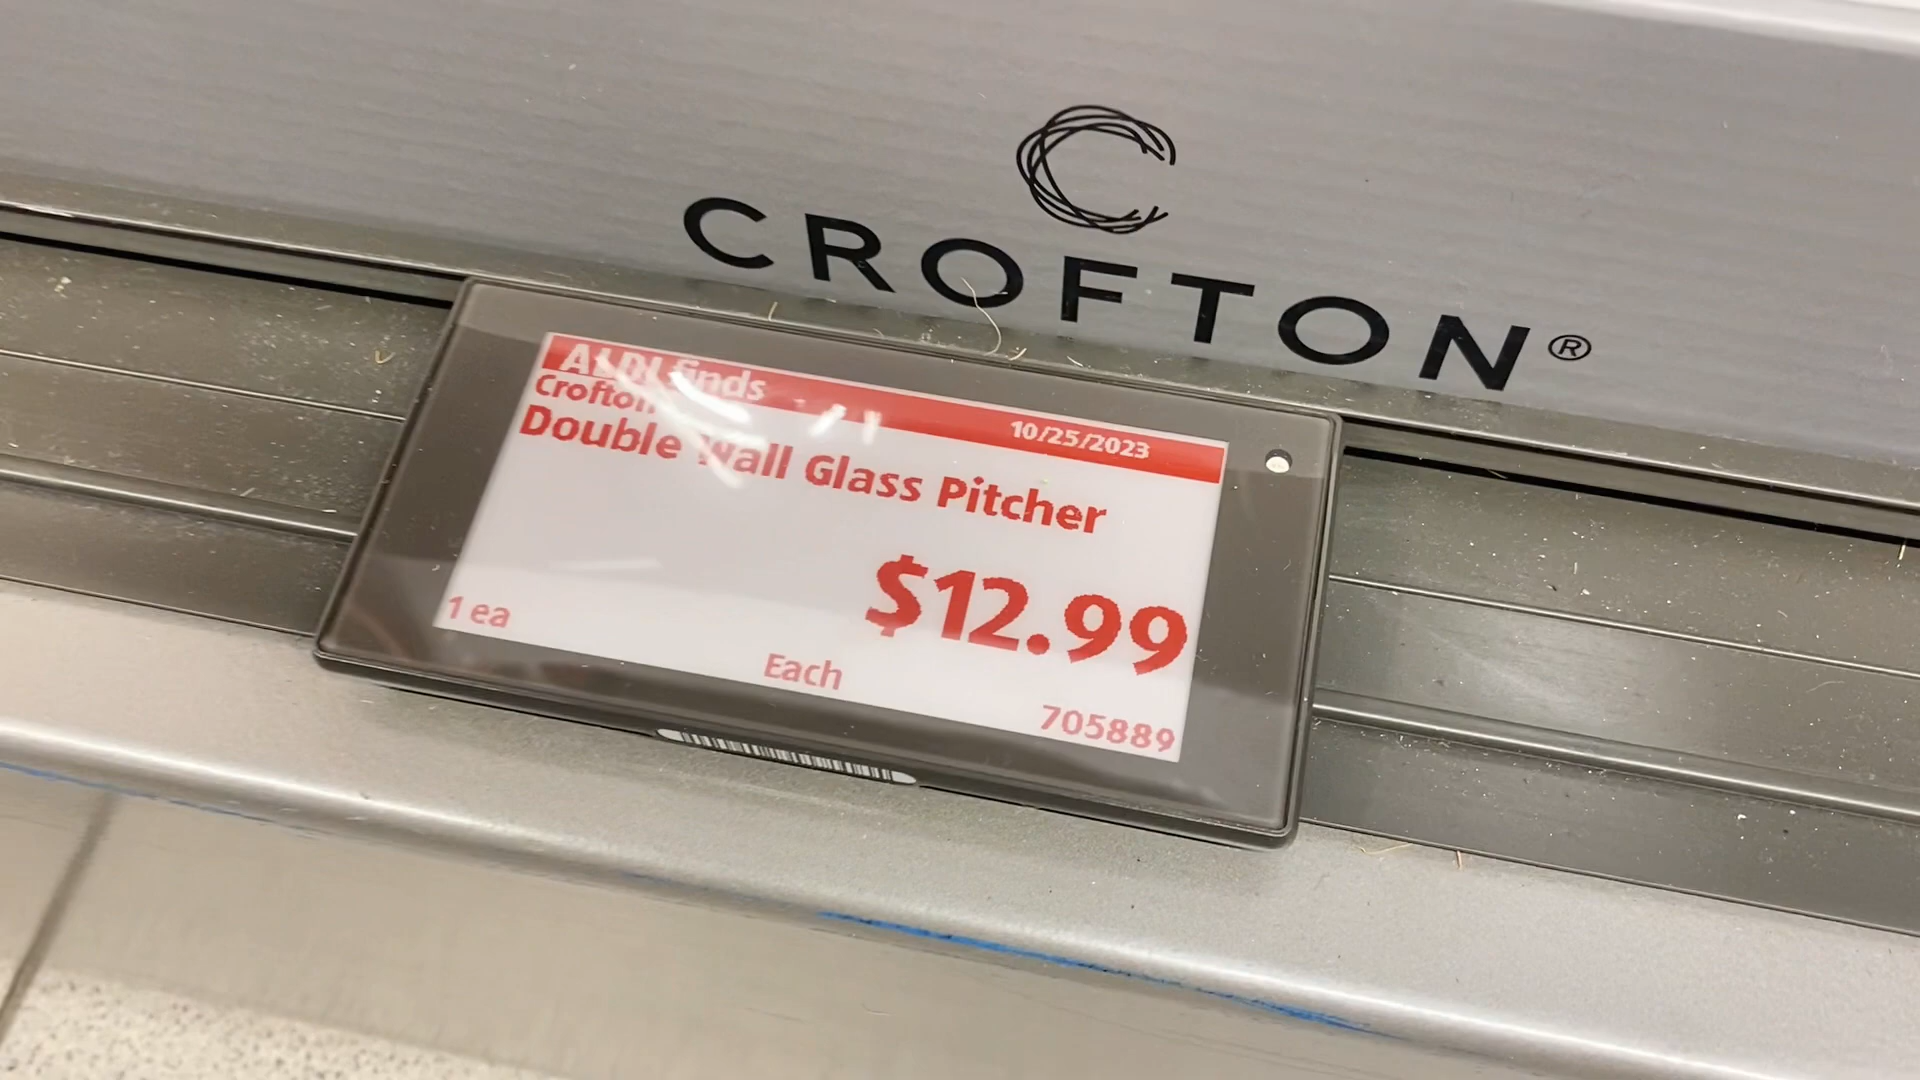 C
CROFTON®
ALDI finds
10/25/2023
Crofton
Double Wall Glass Pitcher
$12.99
1 ea
Each
705889